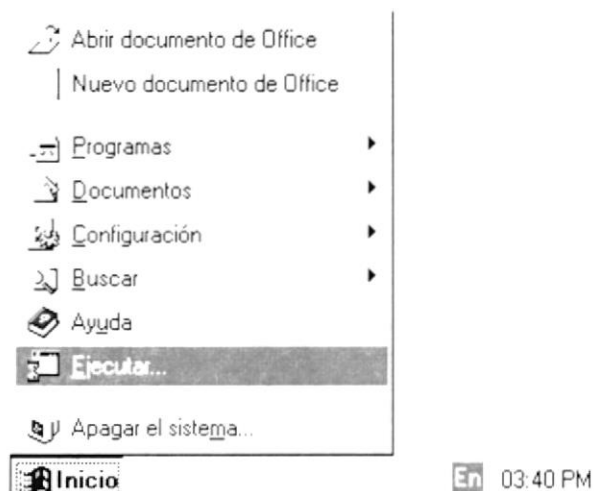 Abrir documento de Office
Nuevo documento de Office
Programas
Documentos
Configuración
Buscar
Ayuda
Ejecutar...
Apagar el sistema...
Inicio
En 03:40 PM